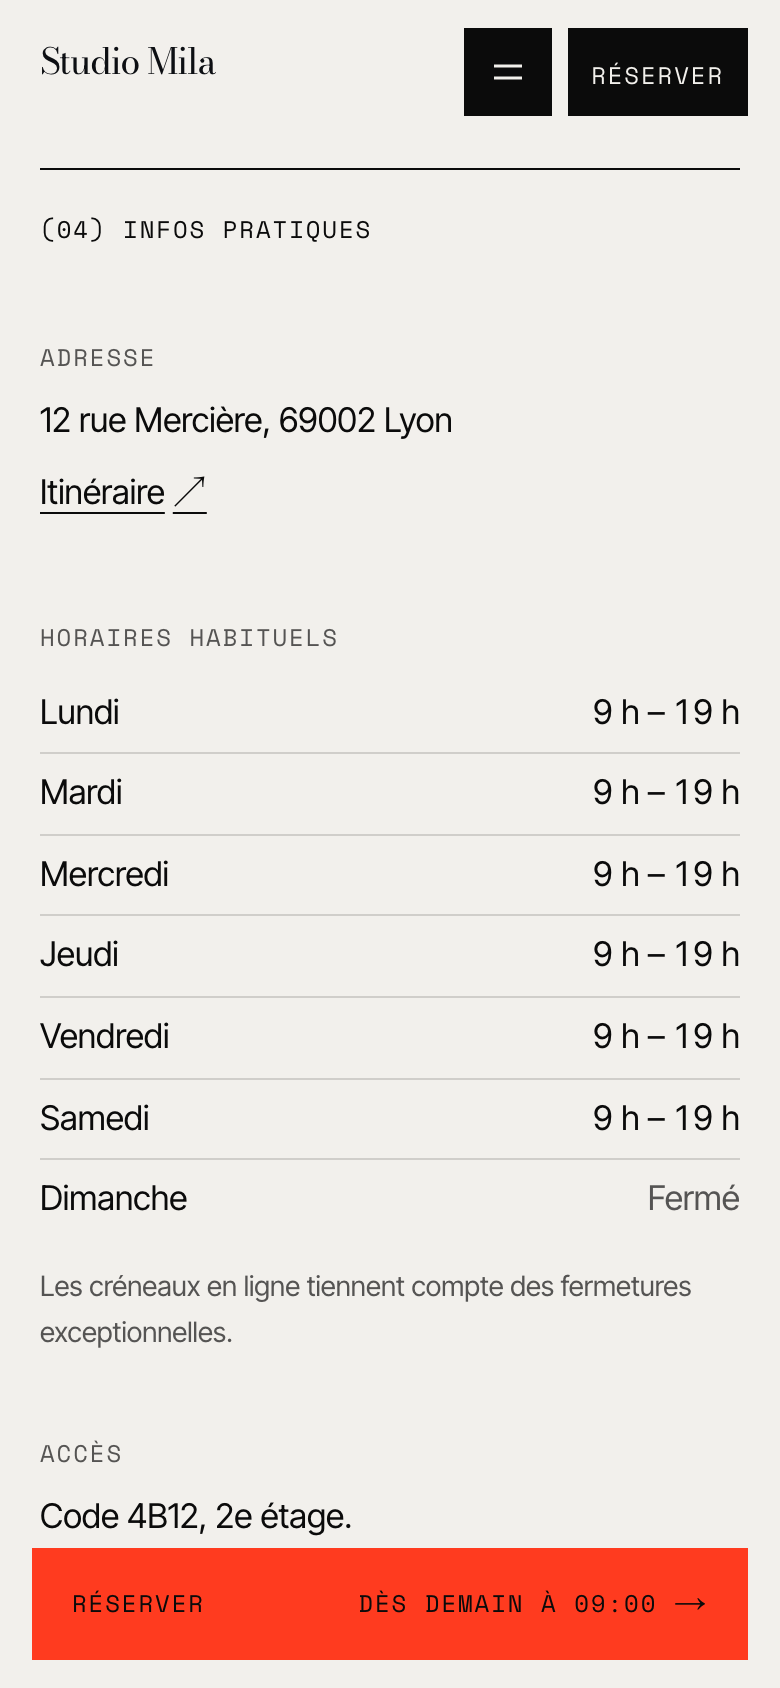 Studio Mila
RÉSERVER
(04) INFOS PRATIQUES
ADRESSE
12 rue Mercière, 69002 Lyon
Itinéraire ↗
HORAIRES HABITUELS
Lundi 9 h – 19 h
Mardi 9 h – 19 h
Mercredi 9 h – 19 h
Jeudi 9 h – 19 h
Vendredi 9 h – 19 h
Samedi 9 h – 19 h
Dimanche Fermé
Les créneaux en ligne tiennent compte des fermetures
exceptionnelles.
ACCÈS
Code 4B12, 2e étage.
RÉSERVER DÈS DEMAIN À 09:00 →